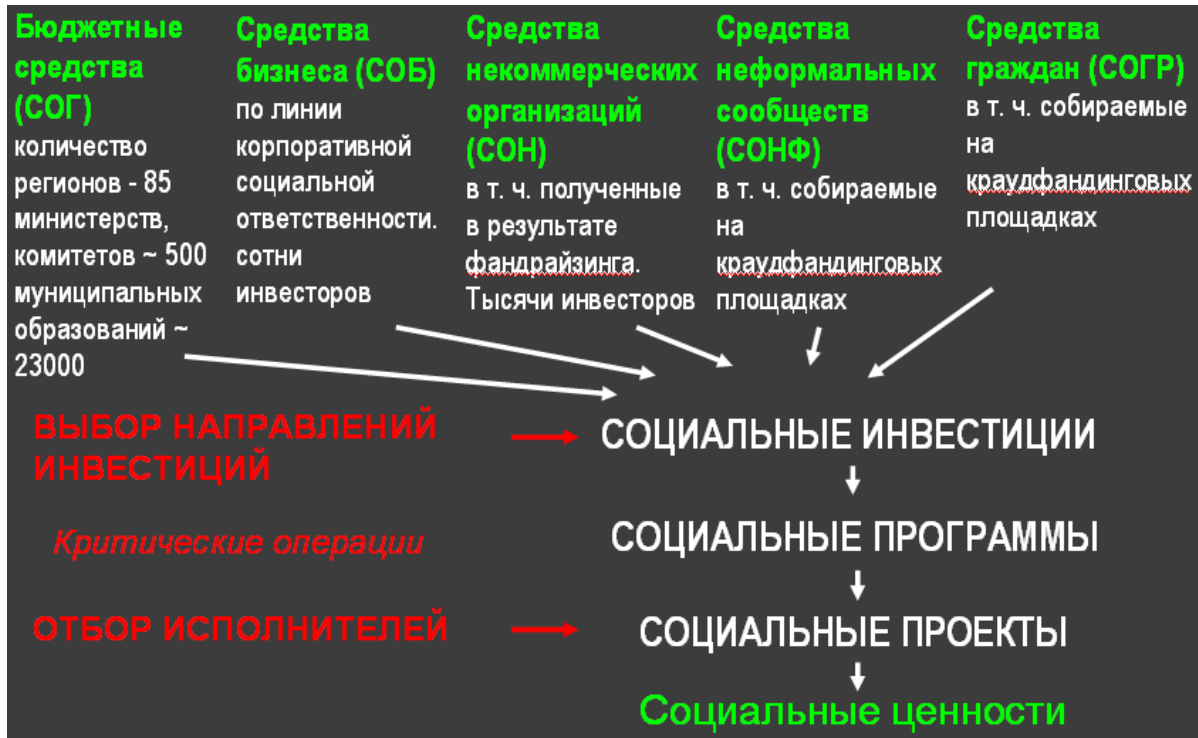 Бюджетные
средства
(СОГ)
количество
регионов - 85
министерств,
комитетов ~ 500
муниципальных
образований ~
23000
Средства
бизнеса (СОБ)
по линии
корпоративной
социальной
ответственности.
сотни
инвесторов
Средства
некоммерческих
организаций
(СОН)
в т. ч. полученные
в результате
фандрайзинга.
Тысячи инвесторов
Средства
неформальных
сообществ
(СОНФ)
в т. ч. собираемые
на
краудфандинговых
площадках
Средства
граждан (СОГР)
в т. ч. собираемые
на
краудфандинговых
площадках
ВЫБОР НАПРАВЛЕНИЙ
ИНВЕСТИЦИЙ
СОЦИАЛЬНЫЕ ИНВЕСТИЦИИ
Критические операции
СОЦИАЛЬНЫЕ ПРОГРАММЫ
ОТБОР ИСПОЛНИТЕЛЕЙ
СОЦИАЛЬНЫЕ ПРОЕКТЫ
Социальные ценности